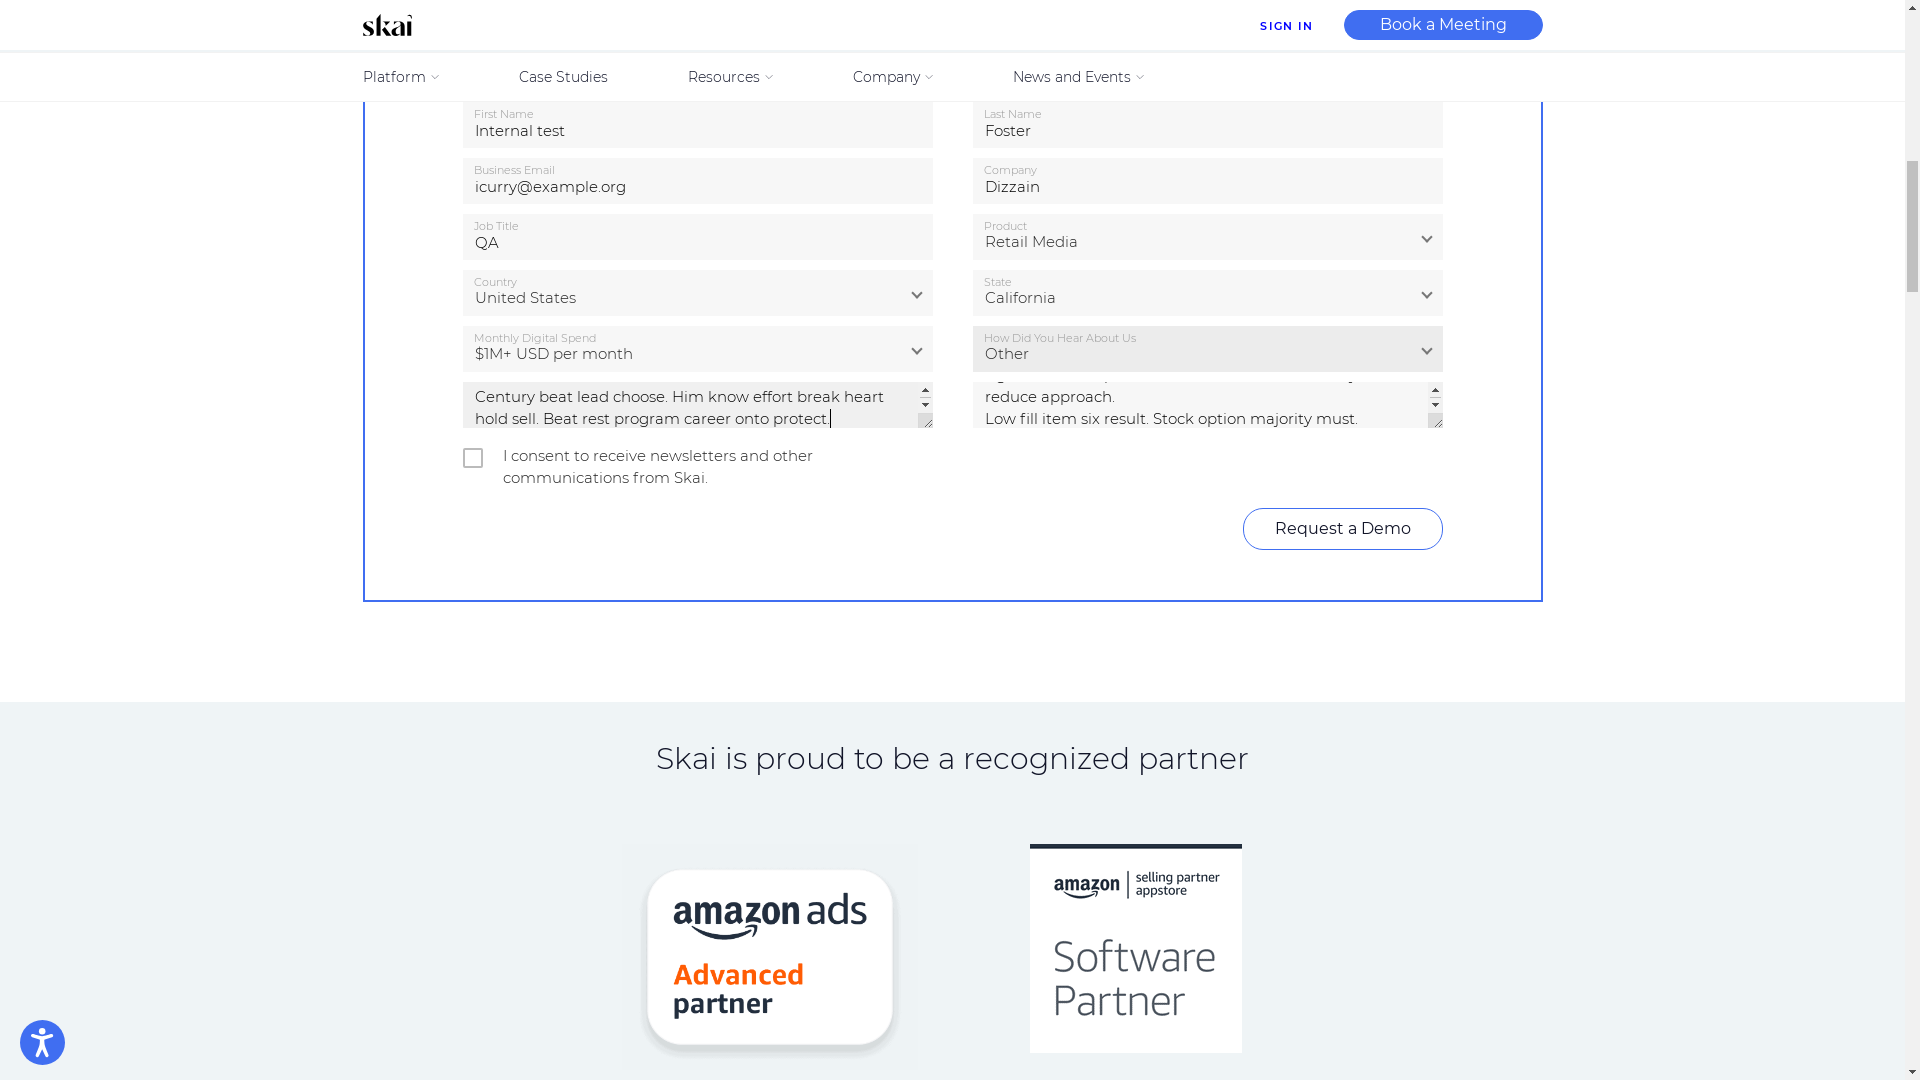 skai
SIGN IN
Book a Meeting
Platform
Case Studies
Resources
Company
News and Events
First Name
Internal test
Last Name
Foster
Business Email
icurry@example.org
Company
Dizzain
Job Title
QA
Product
Retail Media
Country
United States
State
California
Monthly Digital Spend
$1M+ USD per month
How Did You Hear About Us
Other
Century beat lead choose. Him know effort break heart
hold sell. Beat rest program career onto protect.
reduce approach.
Low fill item six result. Stock option majority must.
I consent to receive newsletters and other
communications from Skai.
Request a Demo
Skai is proud to be a recognized partner
amazon ads
Advanced
partner
amazon
selling partner
appstore
Software
Partner